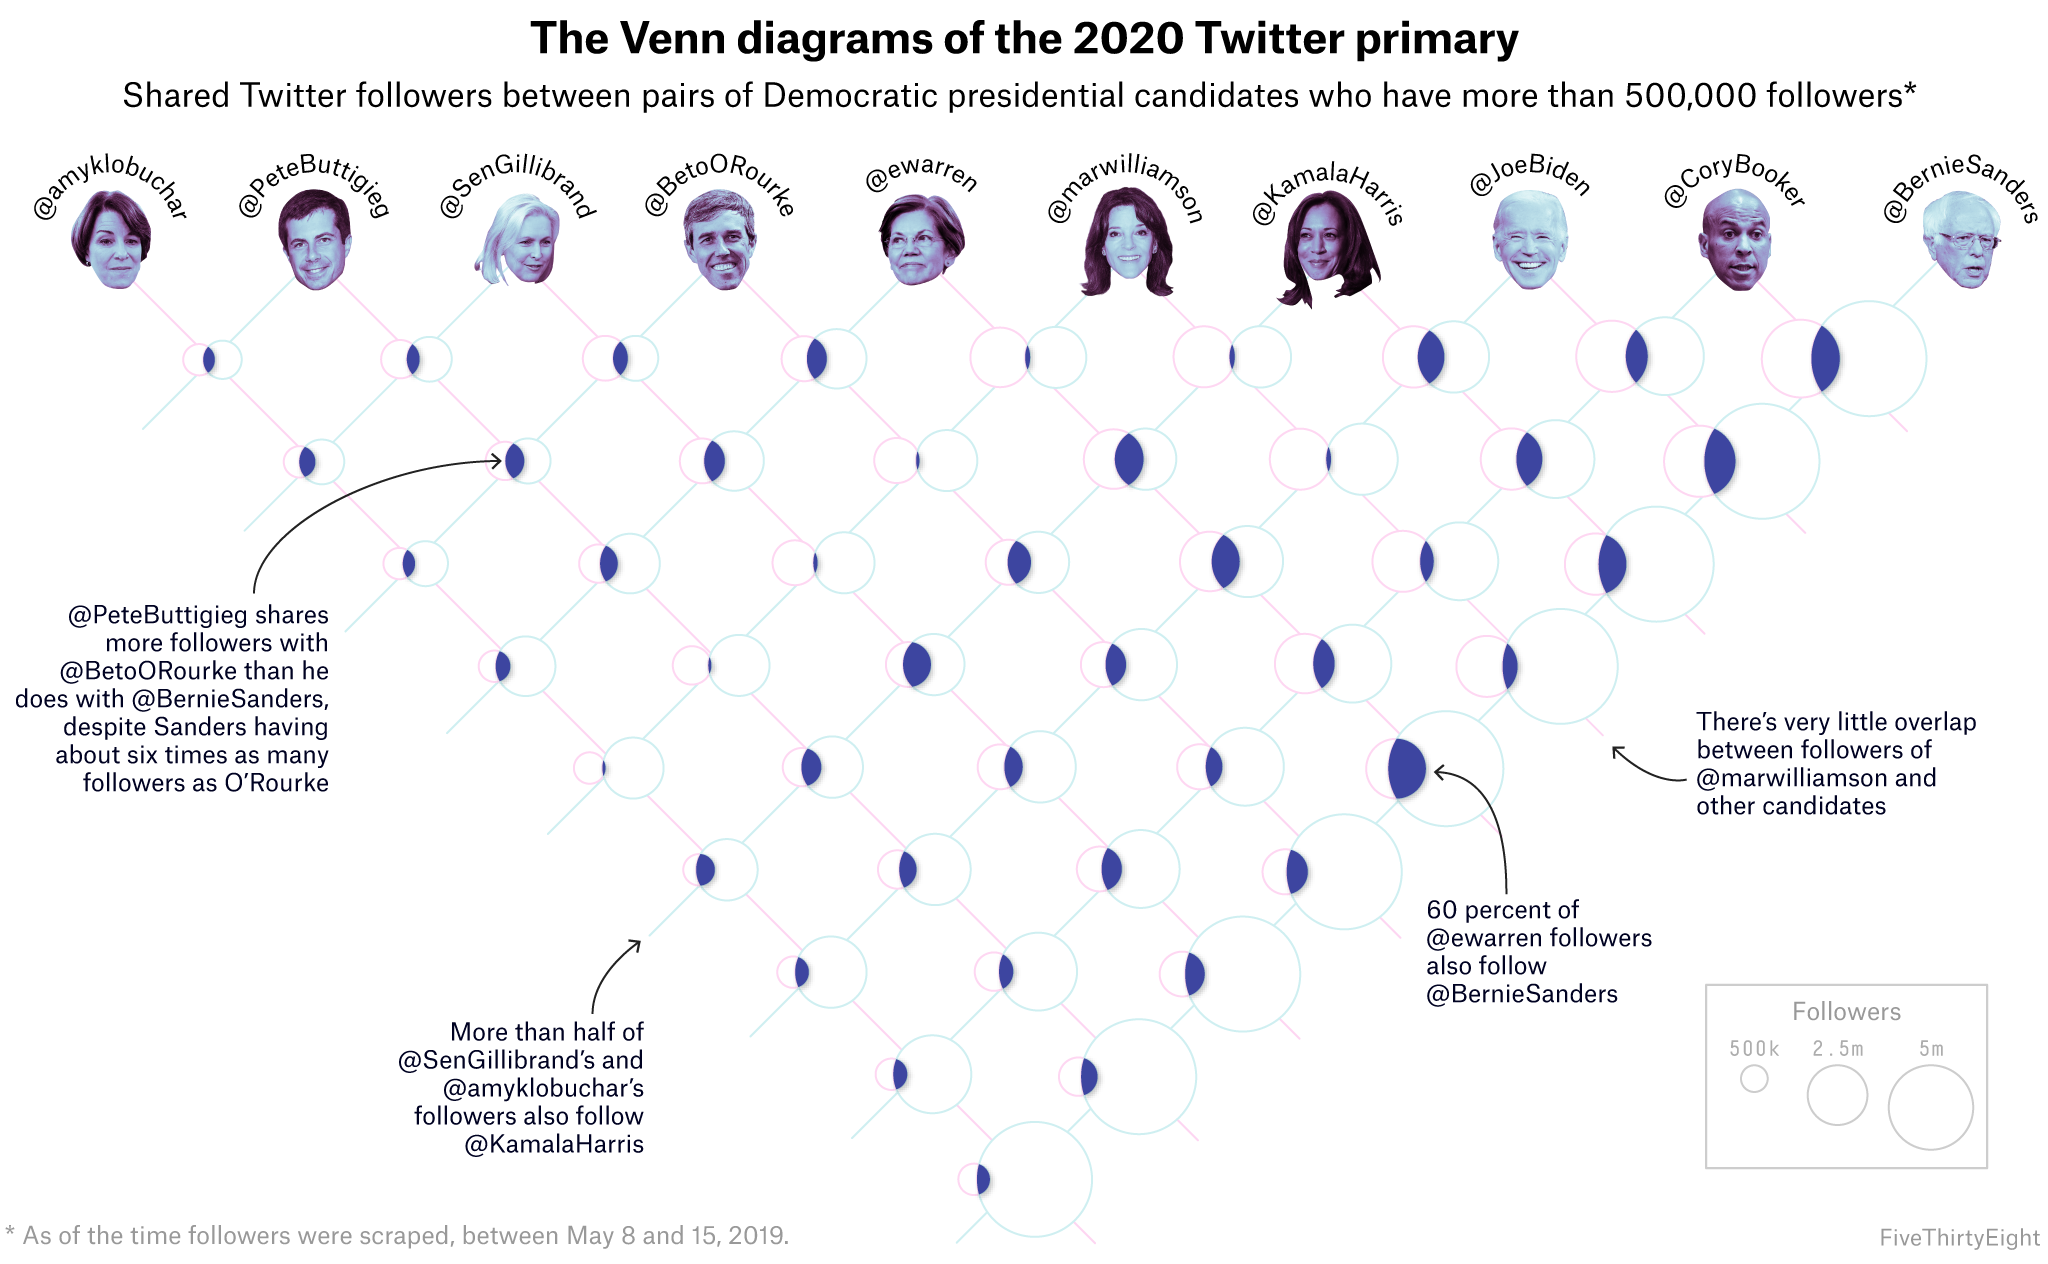 The Venn diagrams of the 2020 Twitter primary
Shared Twitter followers between pairs of Democratic presidential candidates who have more than 500,000 followers*
@amyklobuchar
@PeteButtigieg
@SenGillibrand
@BetoORourke
@ewarren
@marwilliamson
@KamalaHarris
@JoeBiden
@CoryBooker
@BernieSanders
@PeteButtigieg shares
more followers with
@BetoORourke than he
does with @BernieSanders,
despite Sanders having
about six times as many
followers as O’Rourke
There’s very little overlap
between followers of
@marwilliamson and
other candidates
60 percent of
@ewarren followers
also follow
@BernieSanders
More than half of
@SenGillibrand’s and
@amyklobuchar’s
followers also follow
@KamalaHarris
Followers
500k 2.5m 5m
* As of the time followers were scraped, between May 8 and 15, 2019.
FiveThirtyEight